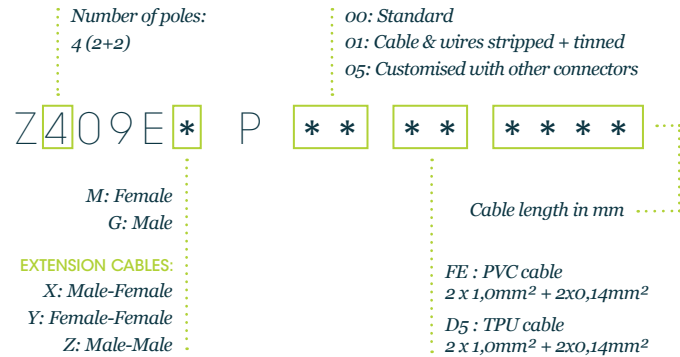 Number of poles:
4 (2+2)
00: Standard
01: Cable & wires stripped + tinned
05: Customised with other connectors
Z409E* P ** ** ****
M: Female
G: Male
EXTENSION CABLES:
X: Male-Female
Y: Female-Female
Z: Male-Male
Cable length in mm
FE : PVC cable
2 x 1,0mm² + 2x0,14mm²
D5 : TPU cable
2 x 1,0mm² + 2x0,14mm²